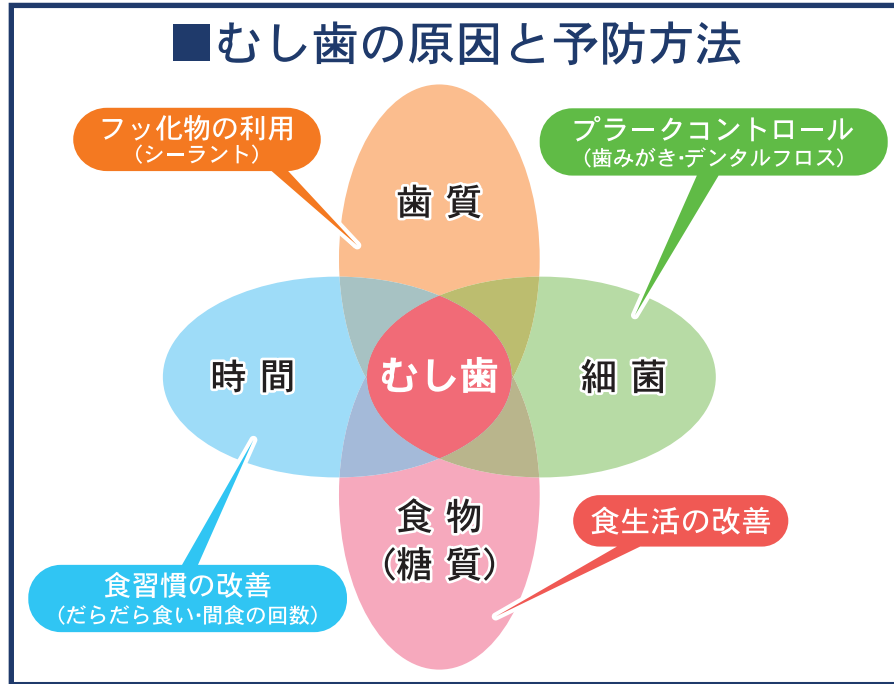 ■むし歯の原因と予防方法
フッ化物の利用
(シーラント)
プラークコントロール
(歯みがき・デンタルフロス)
歯質
時間
むし歯
細菌
食物
(糖質)
食生活の改善
食習慣の改善
(だらだら食い・間食の回数)